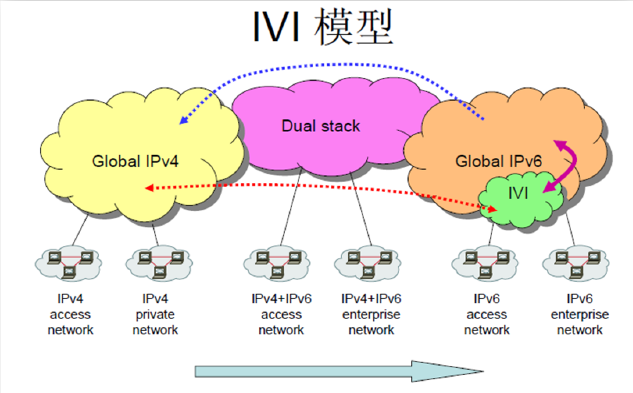 IVI 模型
Global IPv4
Dual stack
Global IPv6
IVI
IPv4
access
network
IPv4
private
network
IPv4+IPv6
access
network
IPv4+IPv6
enterprise
network
IPv6
access
network
IPv6
enterprise
network